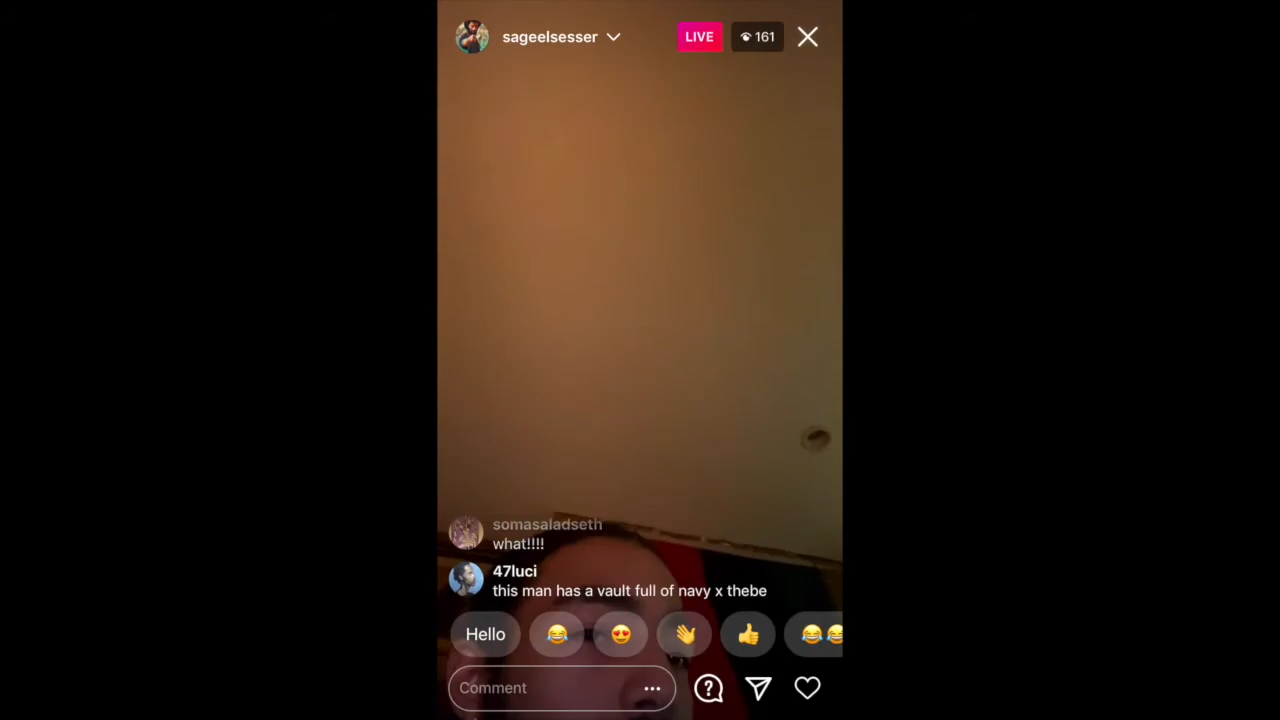 sageelsesser
LIVE
161
somasaladseth
what!!!!
47luci
this man has a vault full of navy x thebe
Hello
Comment